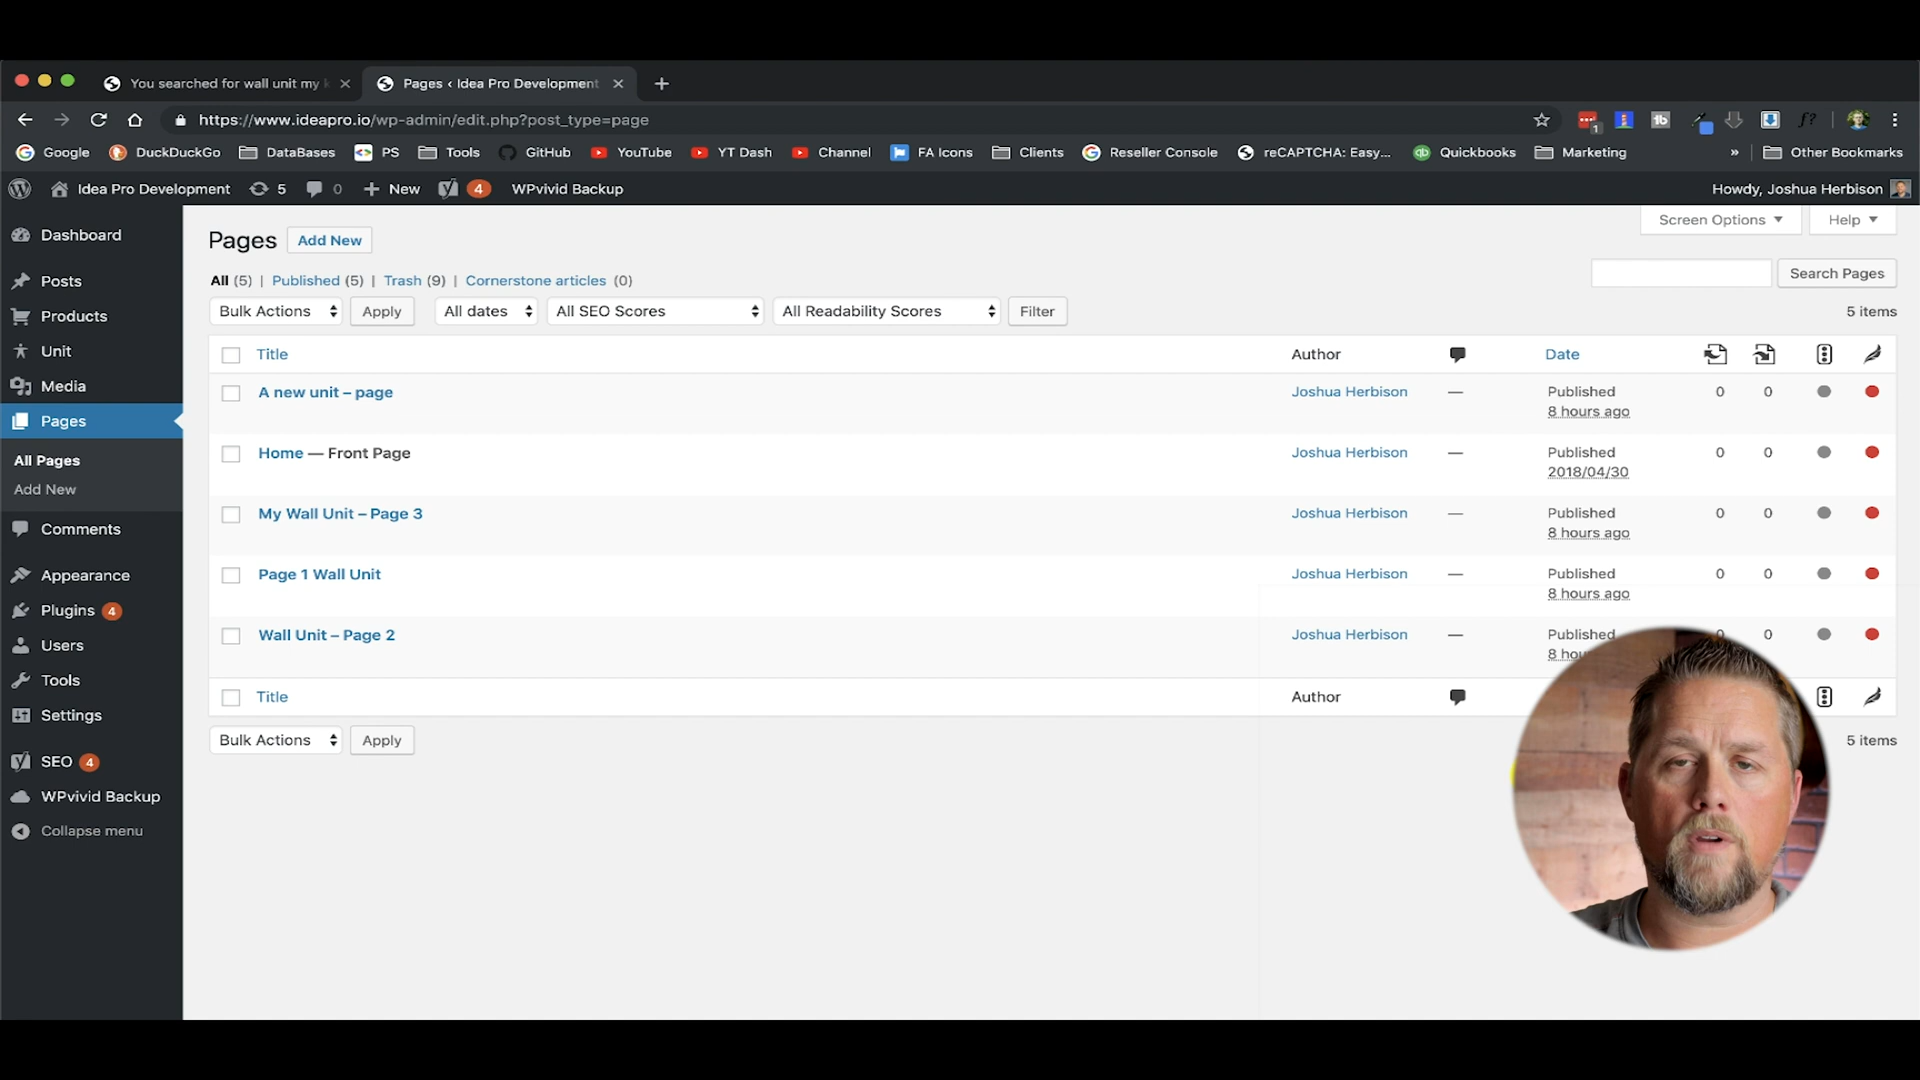 You searched for wall unit my
Pages ‹ Idea Pro Development
https://www.ideapro.io/wp-admin/edit.php?post_type=page
1
tb
f?
Google DuckDuckGo DataBases PS Tools GitHub YouTube YT Dash Channel FA Icons Clients Reseller Console reCAPTCHA: Easy... Quickbooks Marketing » Other Bookmarks
Idea Pro Development 5 0 + New 4 WPvivid Backup Howdy, Joshua Herbison
Screen Options Help
Dashboard
Posts
Products
Unit
Media
Pages
All Pages
Add New
Comments
Appearance
Plugins 4
Users
Tools
Settings
SEO 4
WPvivid Backup
Collapse menu
Pages Add New
All (5) | Published (5) | Trash (9) | Cornerstone articles (0)
Search Pages
Bulk Actions Apply All dates All SEO Scores All Readability Scores Filter 5 items
Title Author Date
A new unit – page Joshua Herbison — Published 0 0
8 hours ago
Home — Front Page Joshua Herbison — Published 0 0
2018/04/30
My Wall Unit – Page 3 Joshua Herbison — Published 0 0
8 hours ago
Page 1 Wall Unit Joshua Herbison — Published 0 0
8 hours ago
Wall Unit – Page 2 Joshua Herbison — Published 0 0
8
Title Author
Bulk Actions Apply 5 items